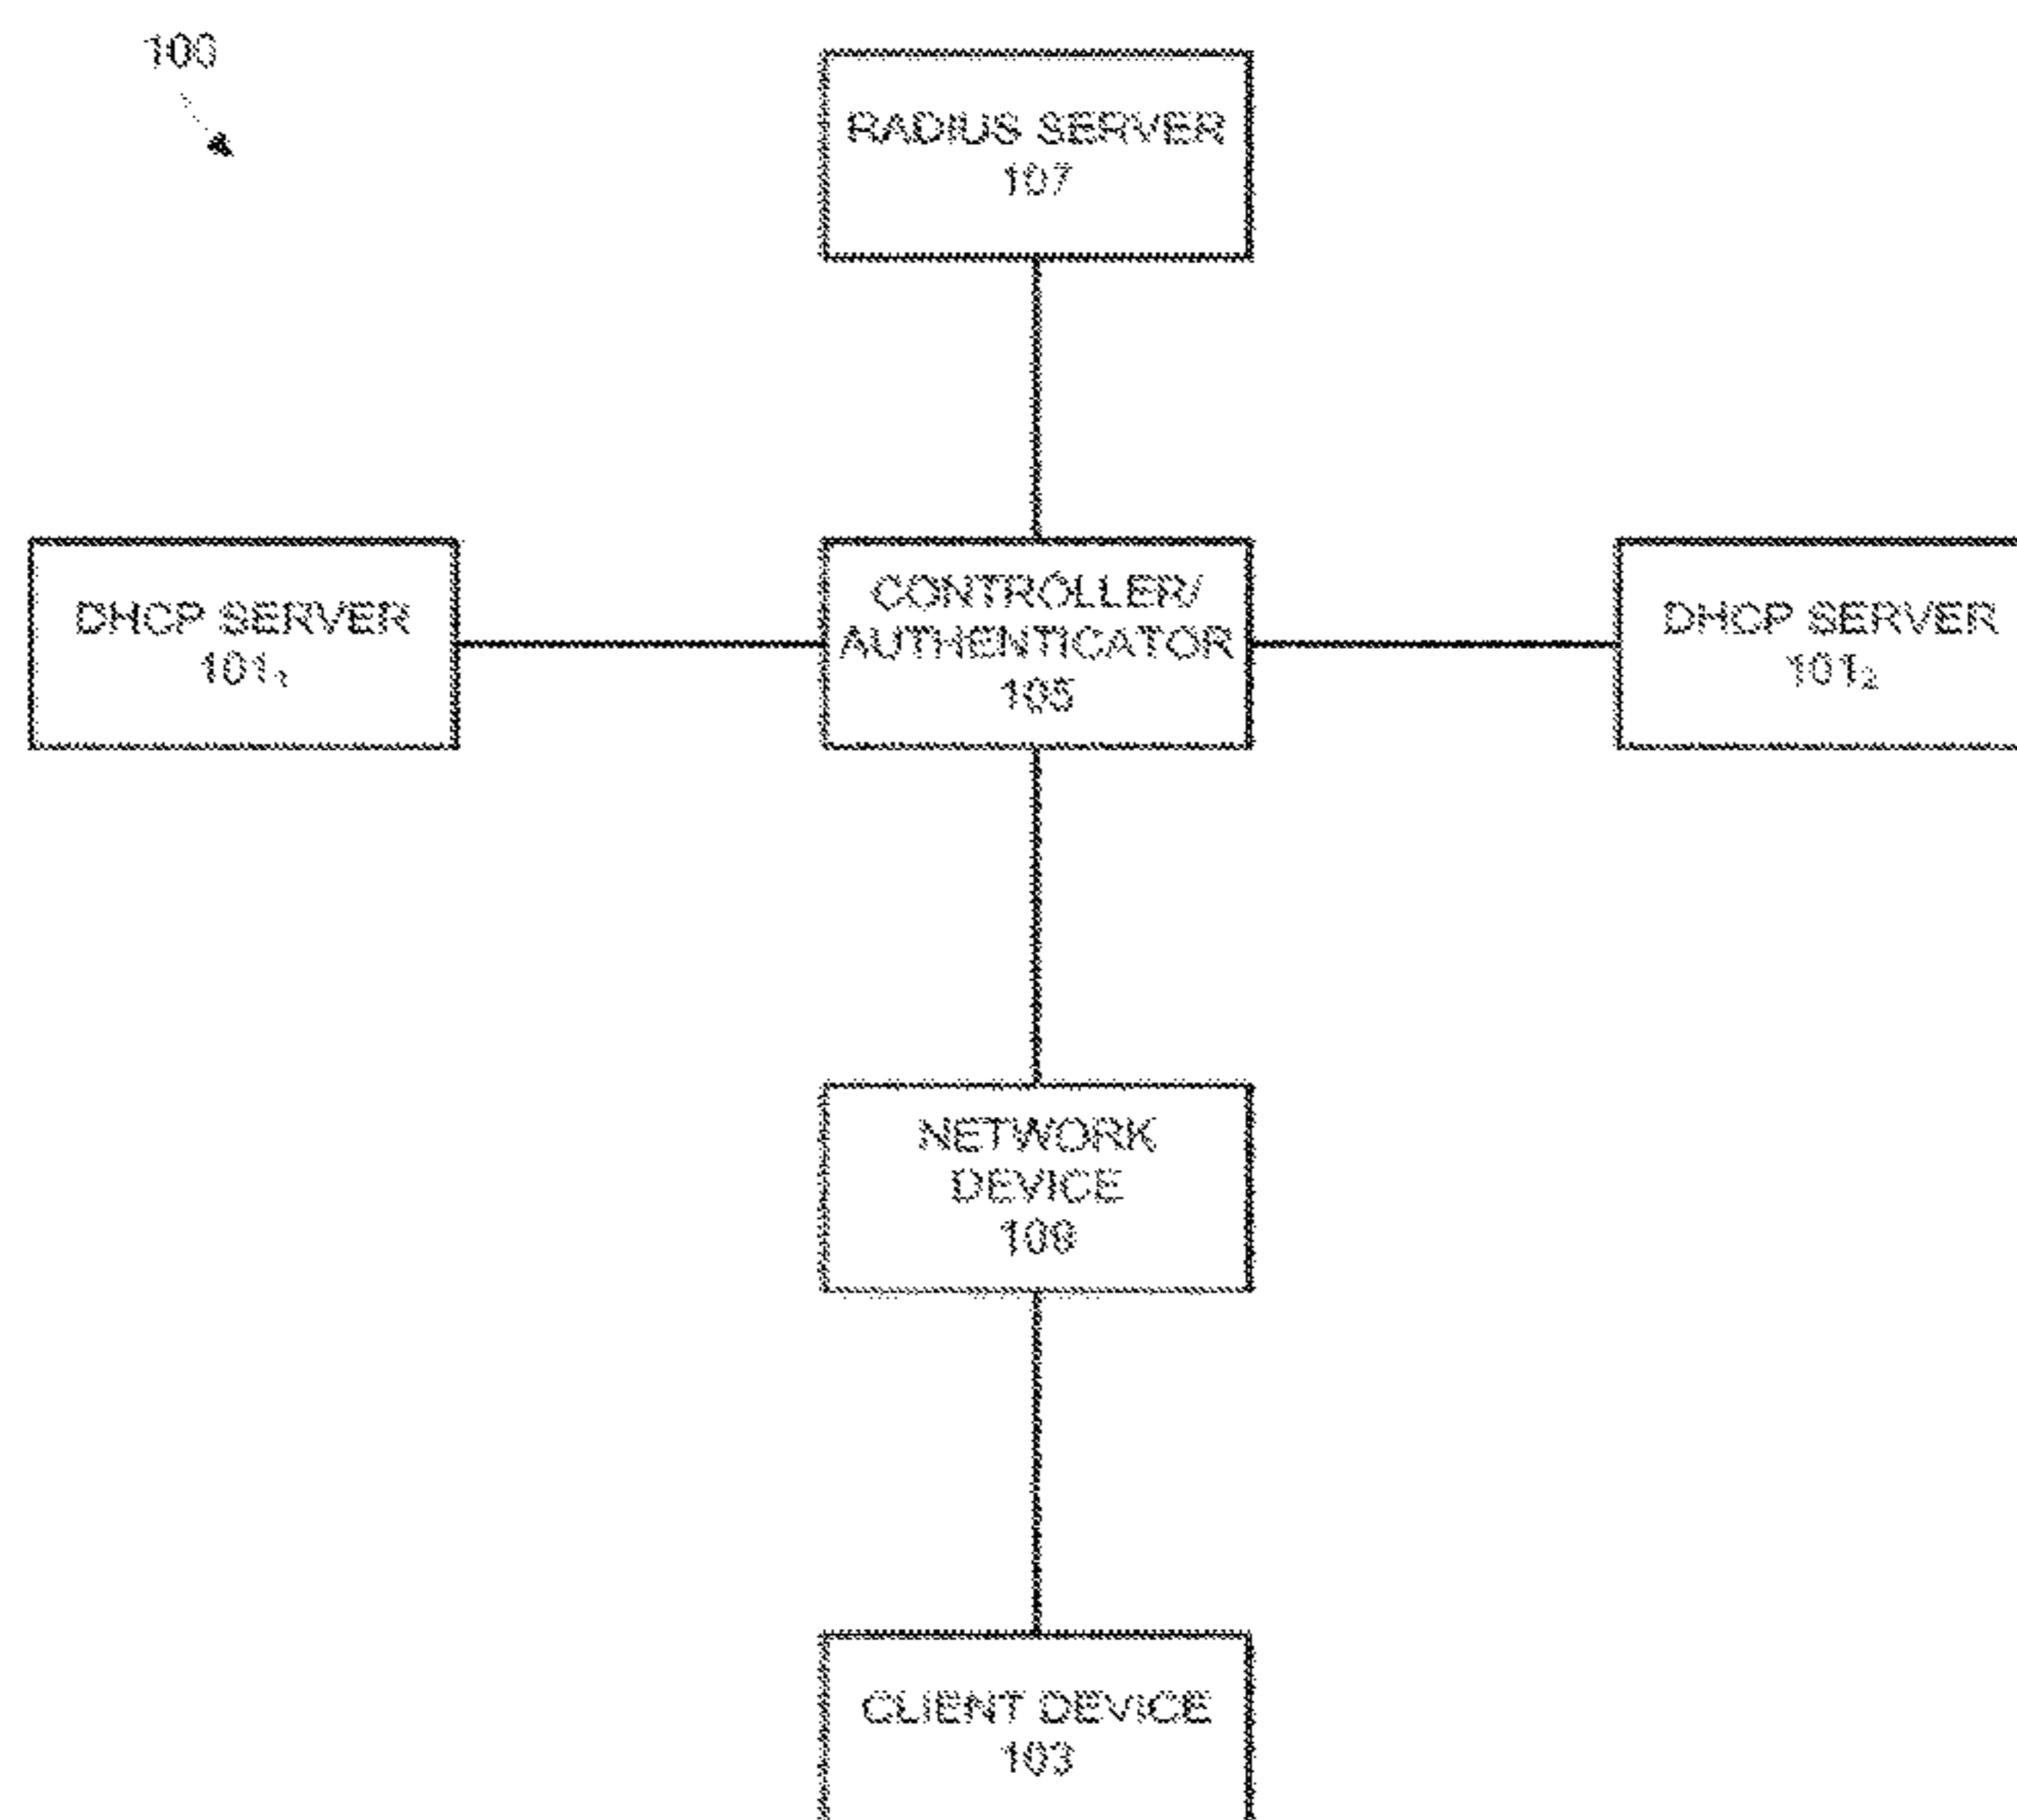 100
RADIUS SERVER
107
DHCP SERVER
101₁
CONTROLLER/
AUTHENTICATOR
105
DHCP SERVER
101₂
NETWORK
DEVICE
109
CLIENT DEVICE
103